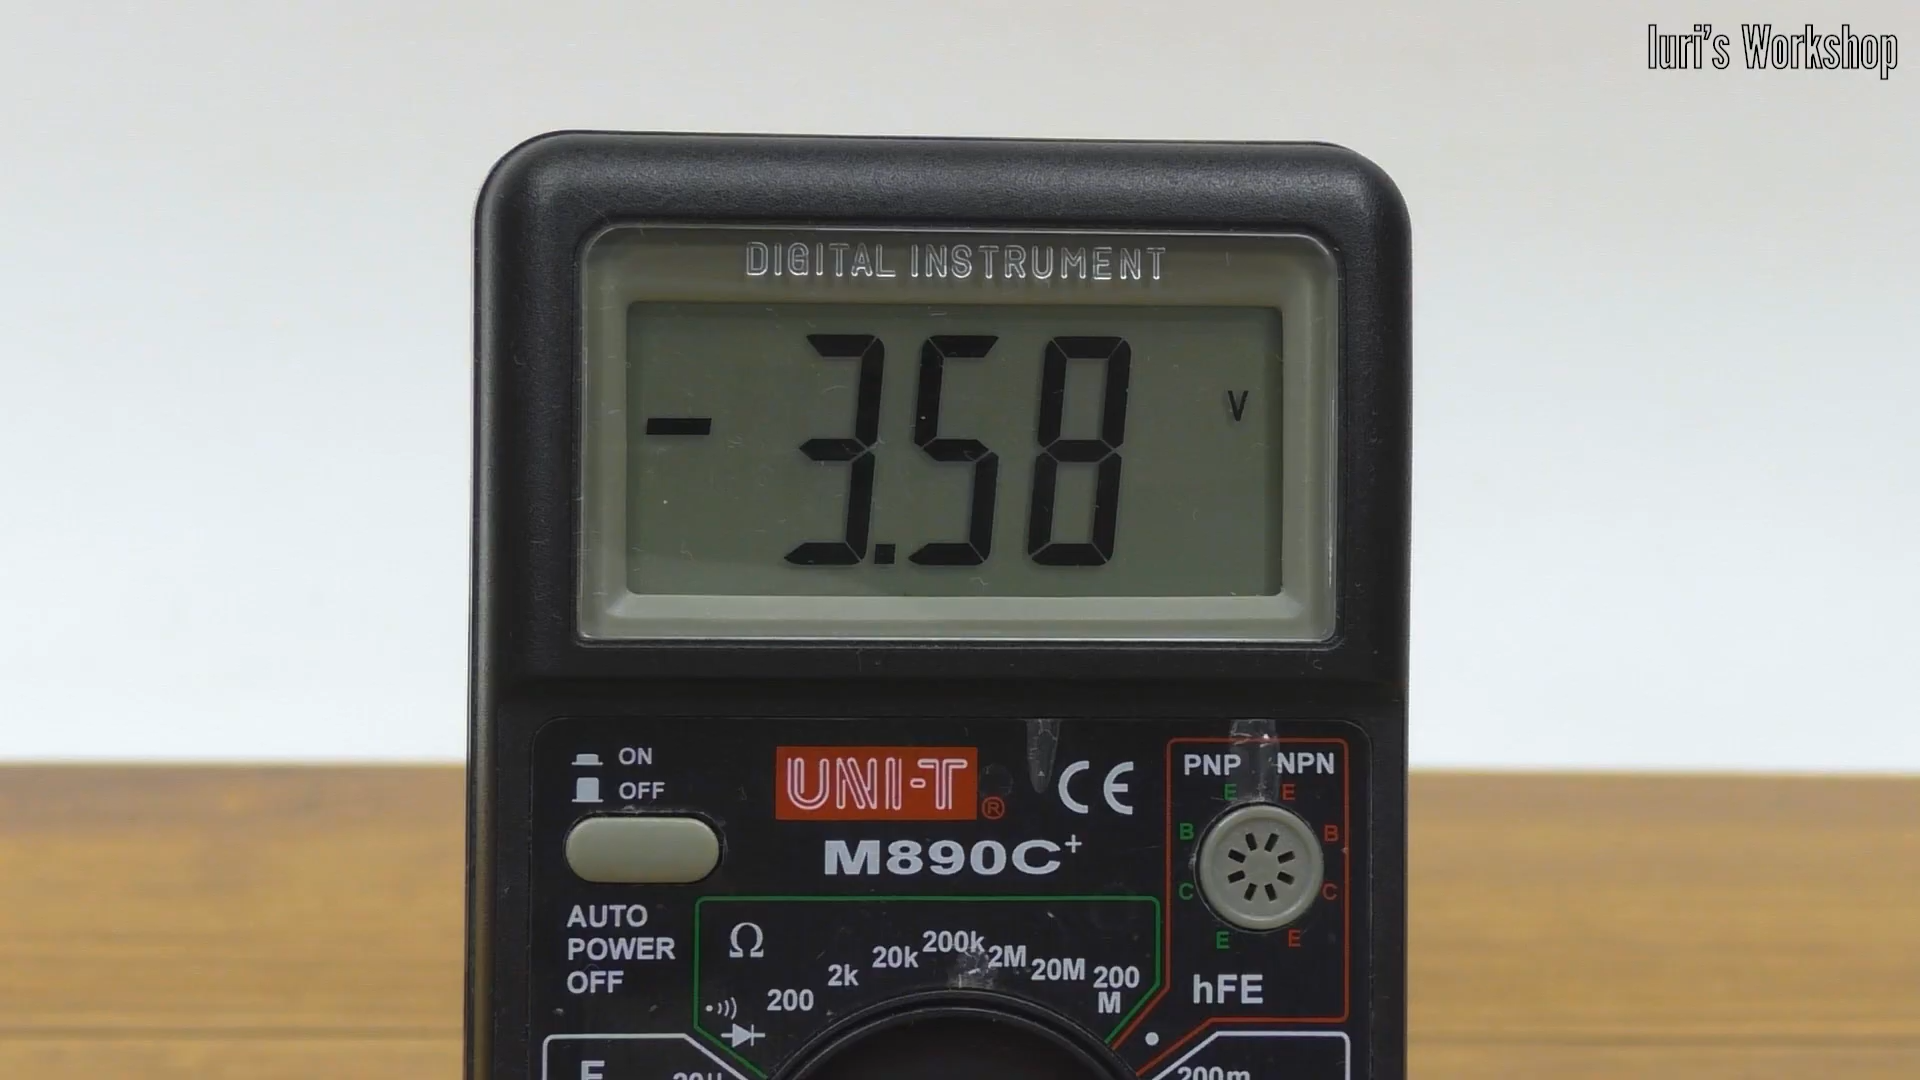 Iuri's Workshop
DIGITAL INSTRUMENT
- 3.58 V
ON
OFF
UNI-T®
CE
M890C+
PNP NPN
E E
B B
C C
E E
hFE
AUTO
POWER
OFF
Ω
200 2k 20k 200k 2M 20M 200M
F
200m